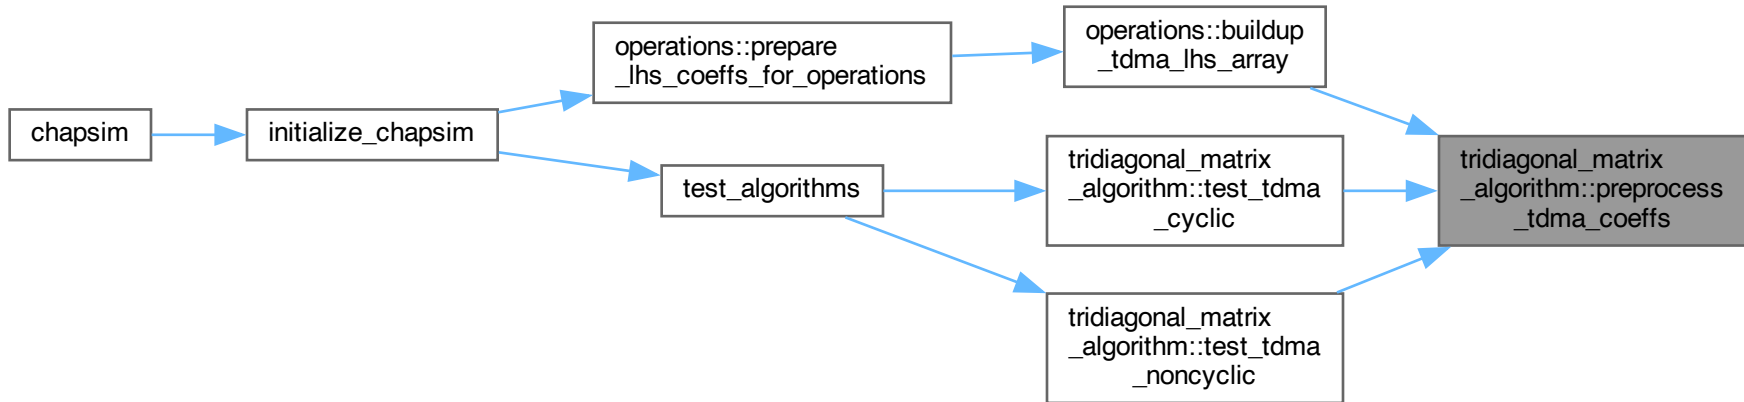 chapsim
initialize_chapsim
operations::prepare
_lhs_coeffs_for_operations
test_algorithms
operations::buildup
_tdma_lhs_array
tridiagonal_matrix
_algorithm::test_tdma
_cyclic
tridiagonal_matrix
_algorithm::test_tdma
_noncyclic
tridiagonal_matrix
_algorithm::preprocess
_tdma_coeffs